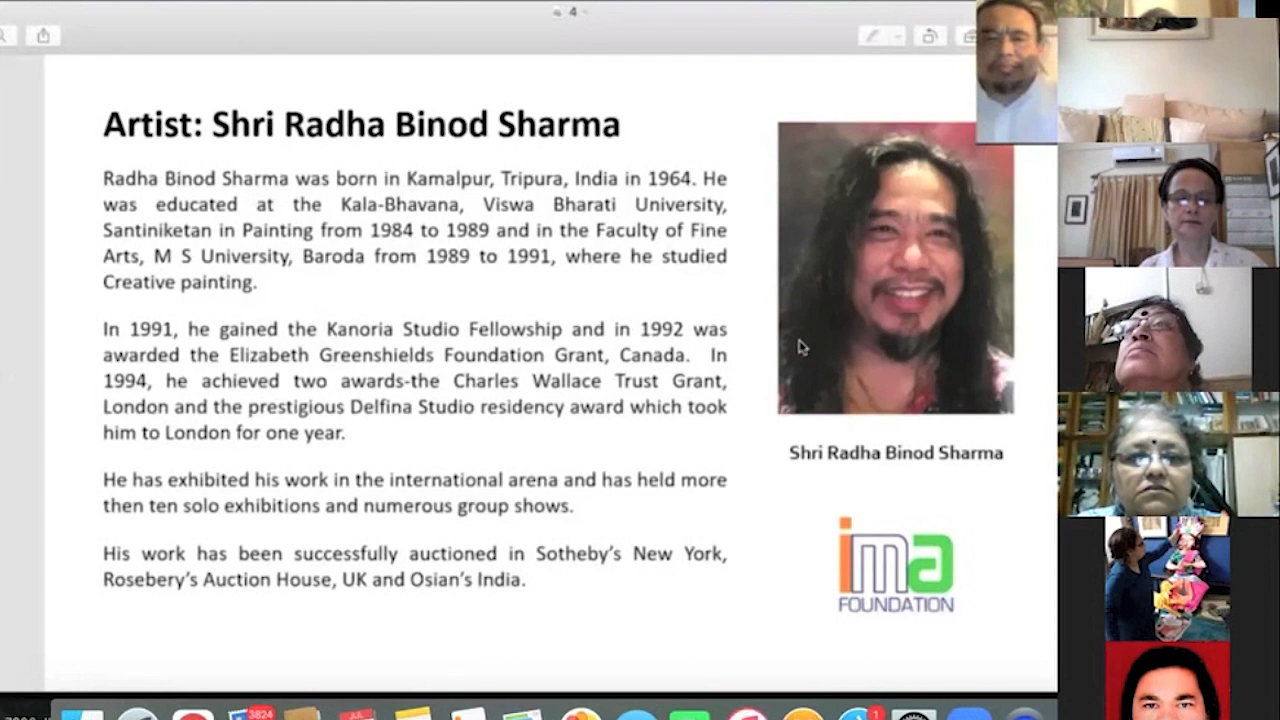 4
Artist: Shri Radha Binod Sharma
Radha Binod Sharma was born in Kamalpur, Tripura, India in 1964. He
was educated at the Kala-Bhavana, Viswa Bharati University,
Santiniketan in Painting from 1984 to 1989 and in the Faculty of Fine
Arts, M S University, Baroda from 1989 to 1991, where he studied
Creative painting.
In 1991, he gained the Kanoria Studio Fellowship and in 1992 was
awarded the Elizabeth Greenshields Foundation Grant, Canada. In
1994, he achieved two awards-the Charles Wallace Trust Grant,
London and the prestigious Delfina Studio residency award which took
him to London for one year.
He has exhibited his work in the international arena and has held more
then ten solo exhibitions and numerous group shows.
His work has been successfully auctioned in Sotheby's New York,
Rosebery's Auction House, UK and Osian's India.
Shri Radha Binod Sharma
ima
FOUNDATION
3824
JUL
1